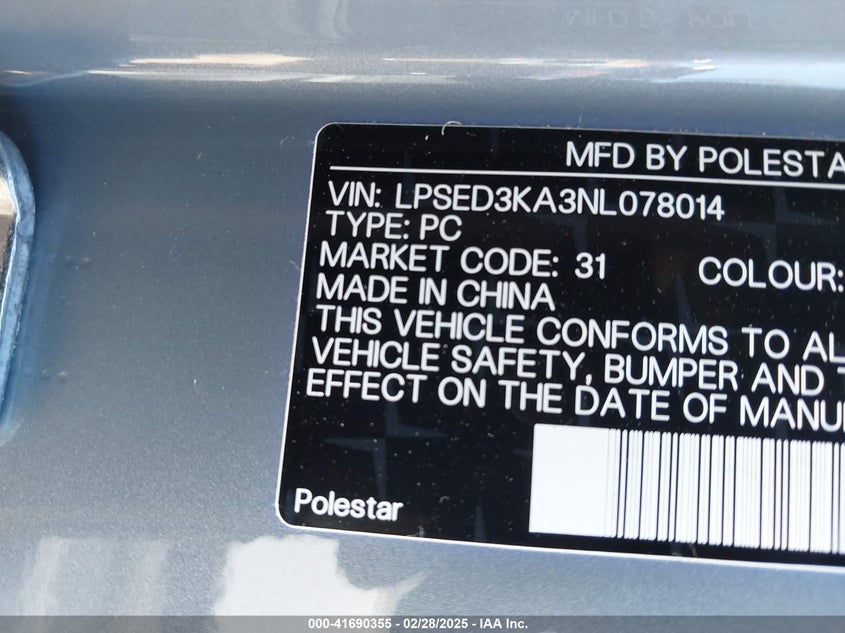 MFD BY POLESTA
VIN: LPSED3KA3NL078014
TYPE: PC
MARKET CODE: 31 COLOUR:
MADE IN CHINA
THIS VEHICLE CONFORMS TO AL
VEHICLE SAFETY, BUMPER AND T
EFFECT ON THE DATE OF MANU
Polestar
000-41690355 / 02/28/2025 - IAA Inc.